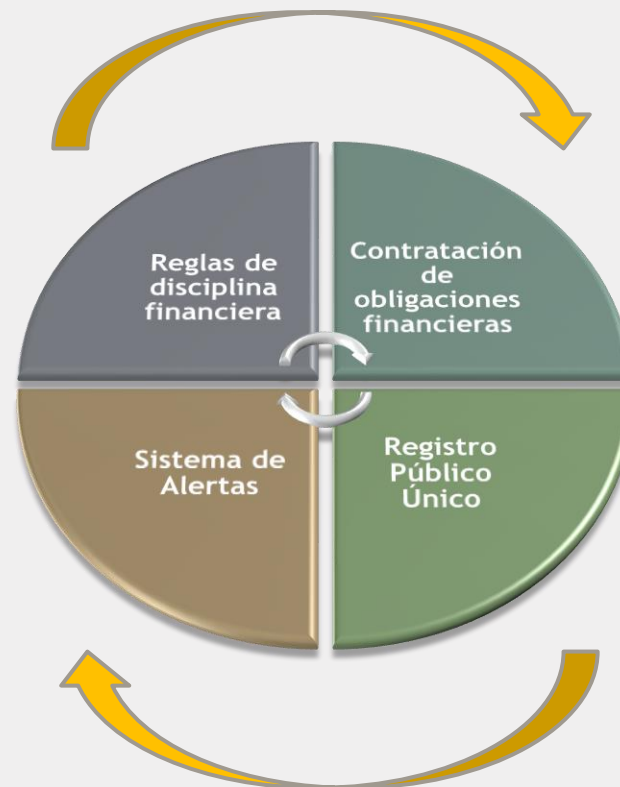 Reglas de
disciplina
financiera
Contratación
de
obligaciones
financieras
Sistema de
Alertas
Registro
Público
Único